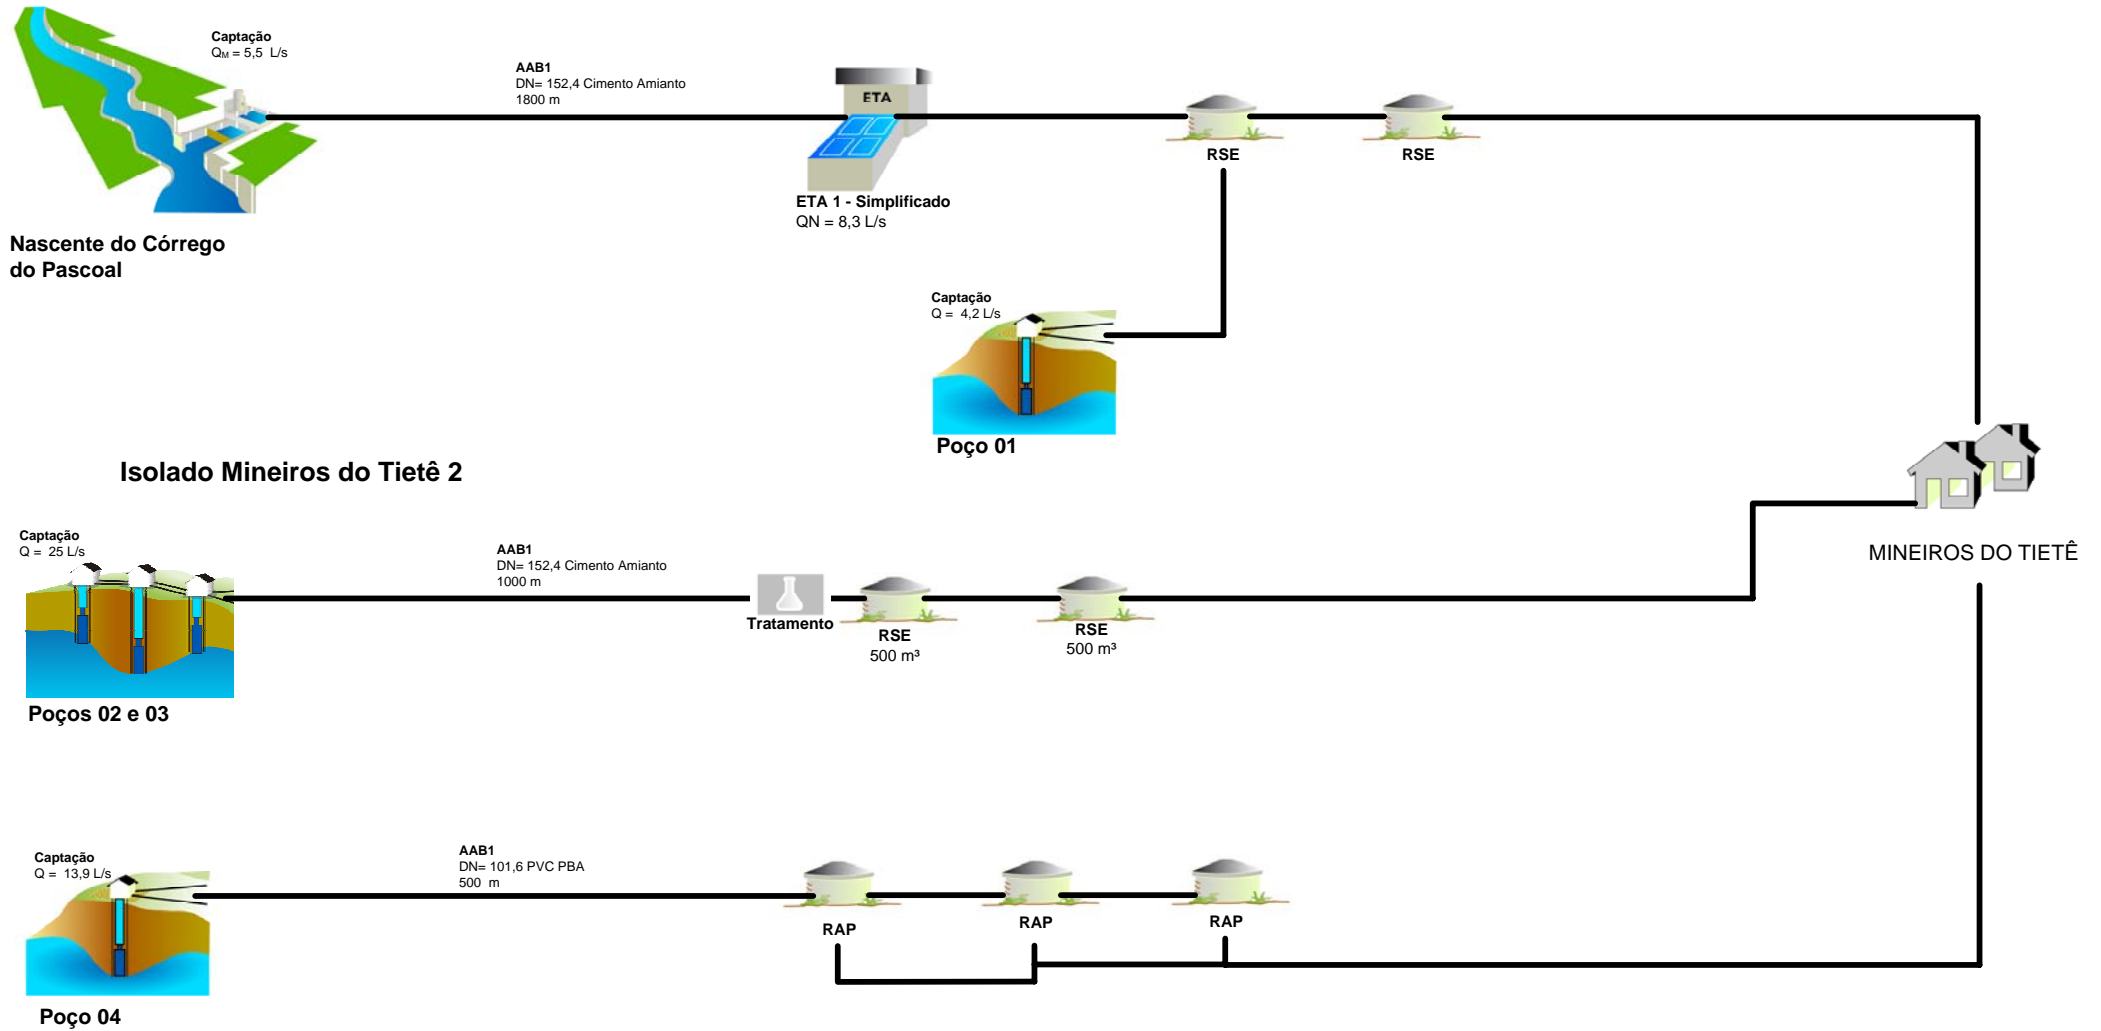 Captação
QM = 5,5 L/s
AAB1
DN= 152,4 Cimento Amianto
1800 m
ETA
RSE
RSE
ETA 1 - Simplificado
QN = 8,3 L/s
Nascente do Córrego
do Pascoal
Captação
Q = 4,2 L/s
Poço 01
Isolado Mineiros do Tietê 2
MINEIROS DO TIETÊ
Captação
Q = 25 L/s
AAB1
DN= 152,4 Cimento Amianto
1000 m
Tratamento
RSE
500 m³
RSE
500 m³
Poços 02 e 03
Captação
Q = 13,9 L/s
AAB1
DN= 101,6 PVC PBA
500 m
RAP
RAP
RAP
Poço 04